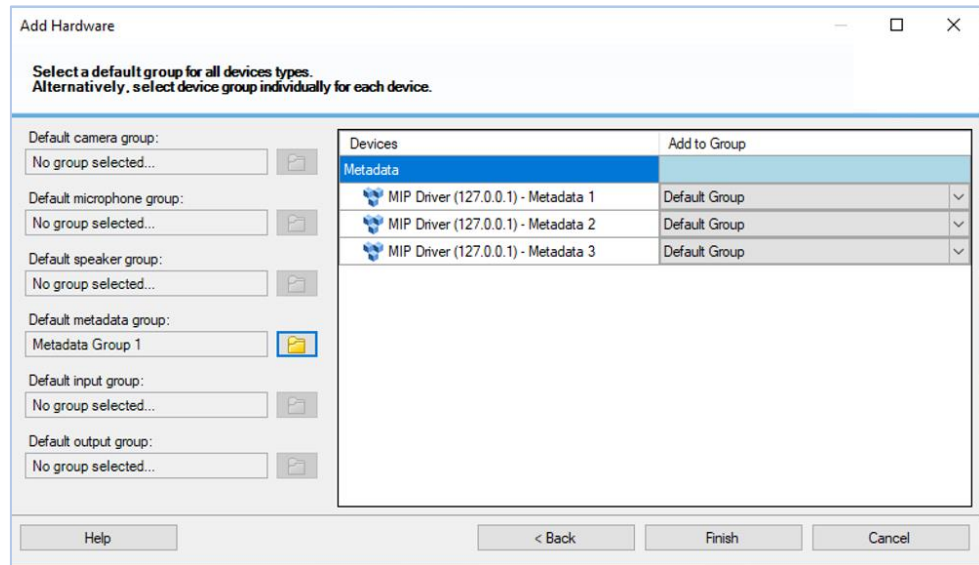 Add Hardware
Select a default group for all devices types.
Alternatively, select device group individually for each device.
Default camera group:
No group selected...
Default microphone group:
No group selected...
Default speaker group:
No group selected...
Default metadata group:
Metadata Group 1
Default input group:
No group selected...
Default output group:
No group selected...
Devices Add to Group
Metadata
MIP Driver (127.0.0.1) - Metadata 1 Default Group
MIP Driver (127.0.0.1) - Metadata 2 Default Group
MIP Driver (127.0.0.1) - Metadata 3 Default Group
Help < Back Finish Cancel